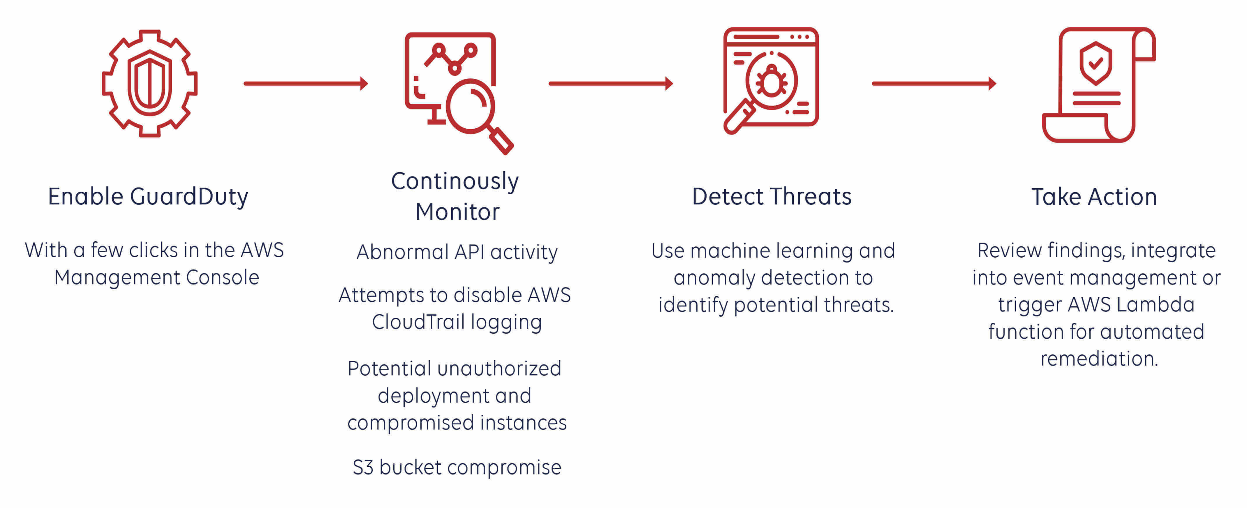 Enable GuardDuty
With a few clicks in the AWS
Management Console
Continously
Monitor
Abnormal API activity
Attempts to disable AWS
CloudTrail logging
Potential unauthorized
deployment and
compromised instances
S3 bucket compromise
Detect Threats
Use machine learning and
anomaly detection to
identify potential threats.
Take Action
Review findings, integrate
into event management or
trigger AWS Lambda
function for automated
remediation.